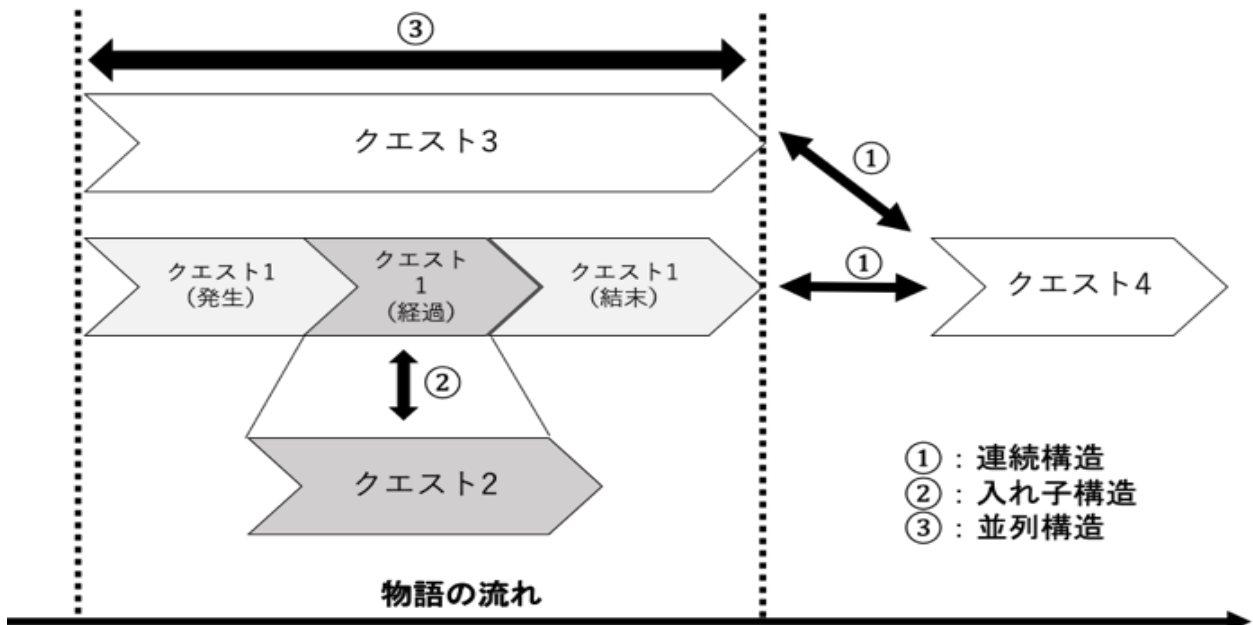 ③
クエスト3
①
クエスト1
（発生）
クエスト
1
（経過）
クエスト1
（結末）
①
クエスト4
②
クエスト2
①：連続構造
②：入れ子構造
③：並列構造
物語の流れ